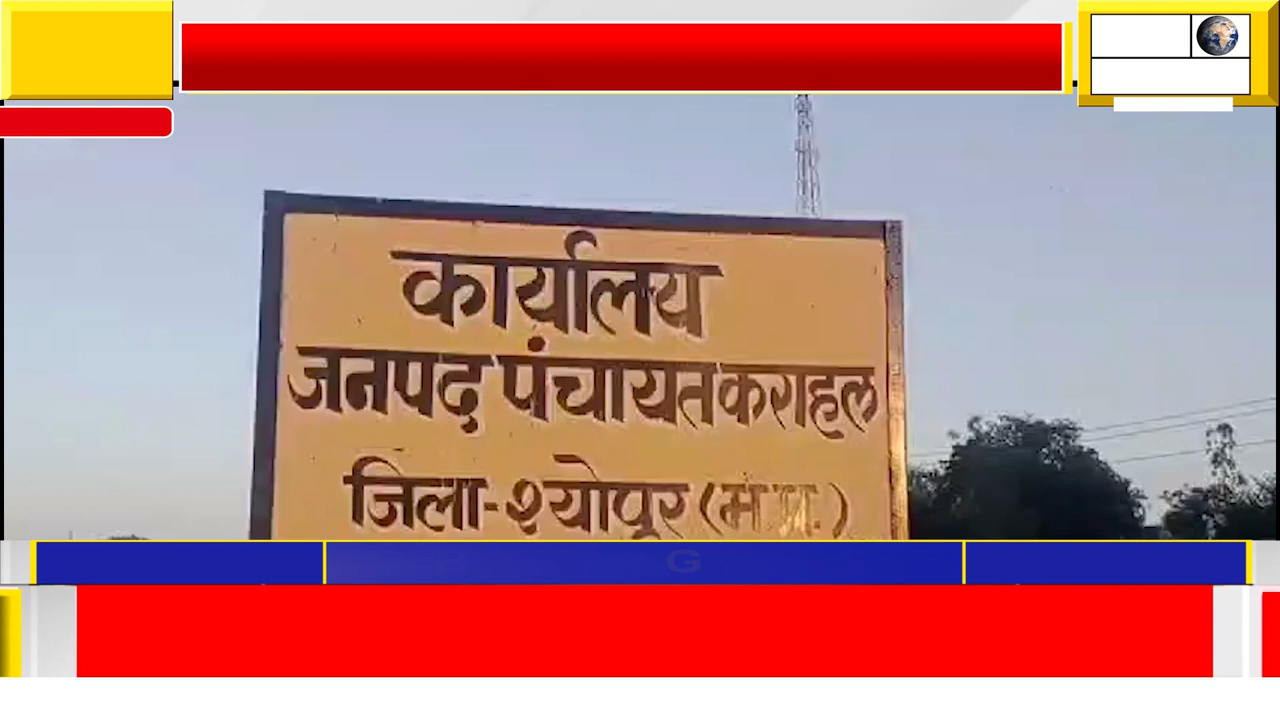 कार्यालय
जनपद पंचायत कराहल
जिला-श्योपुर (म.प्र.)